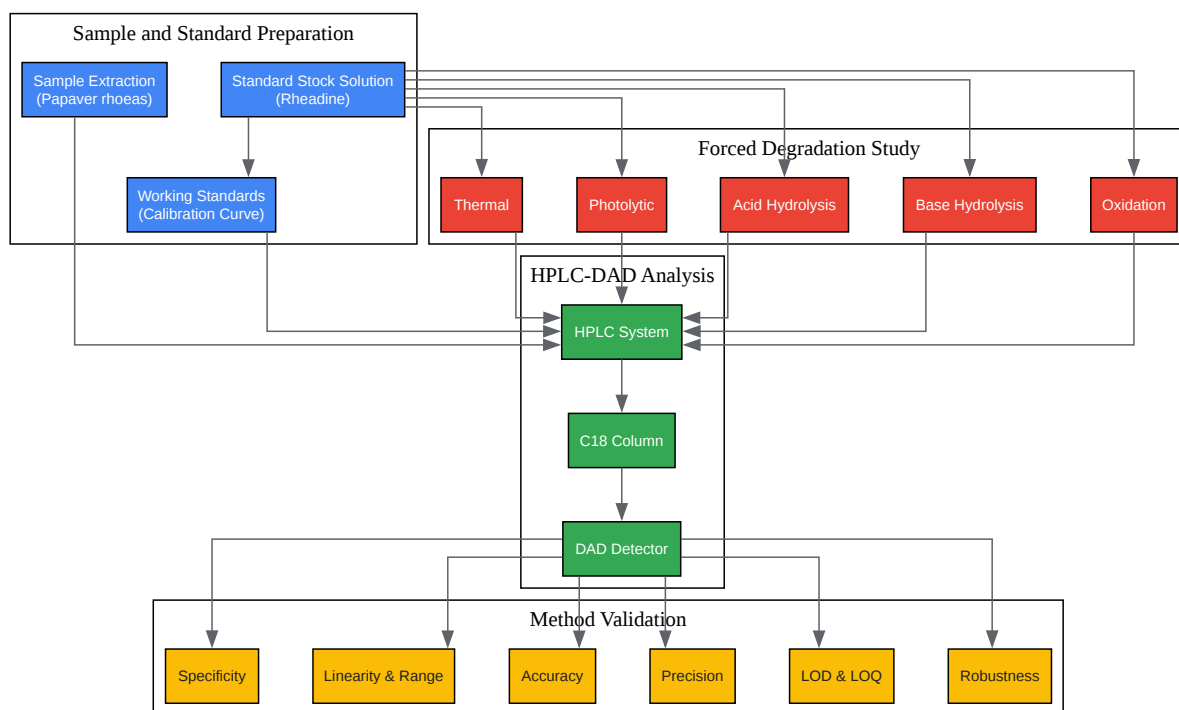 Sample and Standard Preparation
Sample Extraction
(Papaver rhoeas)
Standard Stock Solution
(Rheadine)
Working Standards
(Calibration Curve)
Forced Degradation Study
Thermal
Photolytic
Acid Hydrolysis
Base Hydrolysis
Oxidation
HPLC-DAD Analysis
HPLC System
C18 Column
DAD Detector
Method Validation
Specificity
Linearity & Range
Accuracy
Precision
LOD & LOQ
Robustness